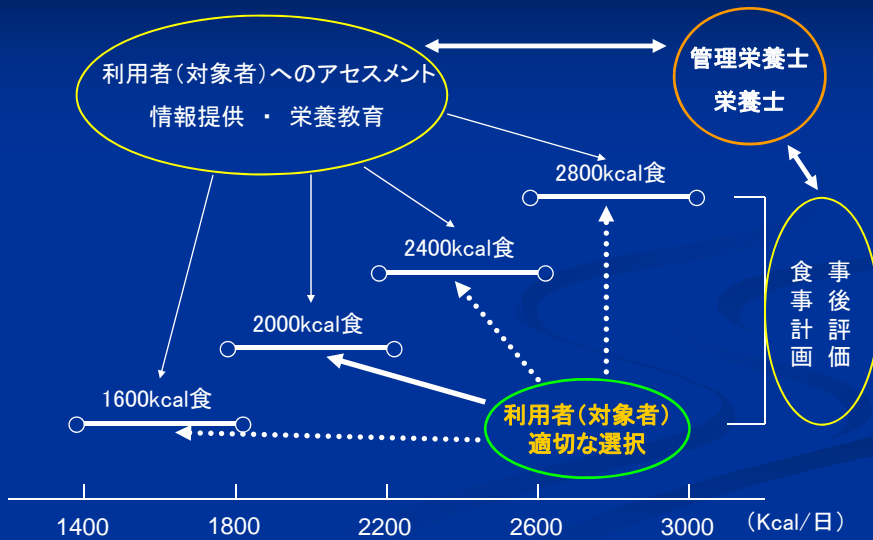 利用者(対象者)へのアセスメント
情報提供 ・ 栄養教育
管理栄養士
栄養士
2800kcal食
2400kcal食
2000kcal食
1600kcal食
食事計画
事後評価
利用者(対象者)
適切な選択
1400 1800 2200 2600 3000 (Kcal/日)